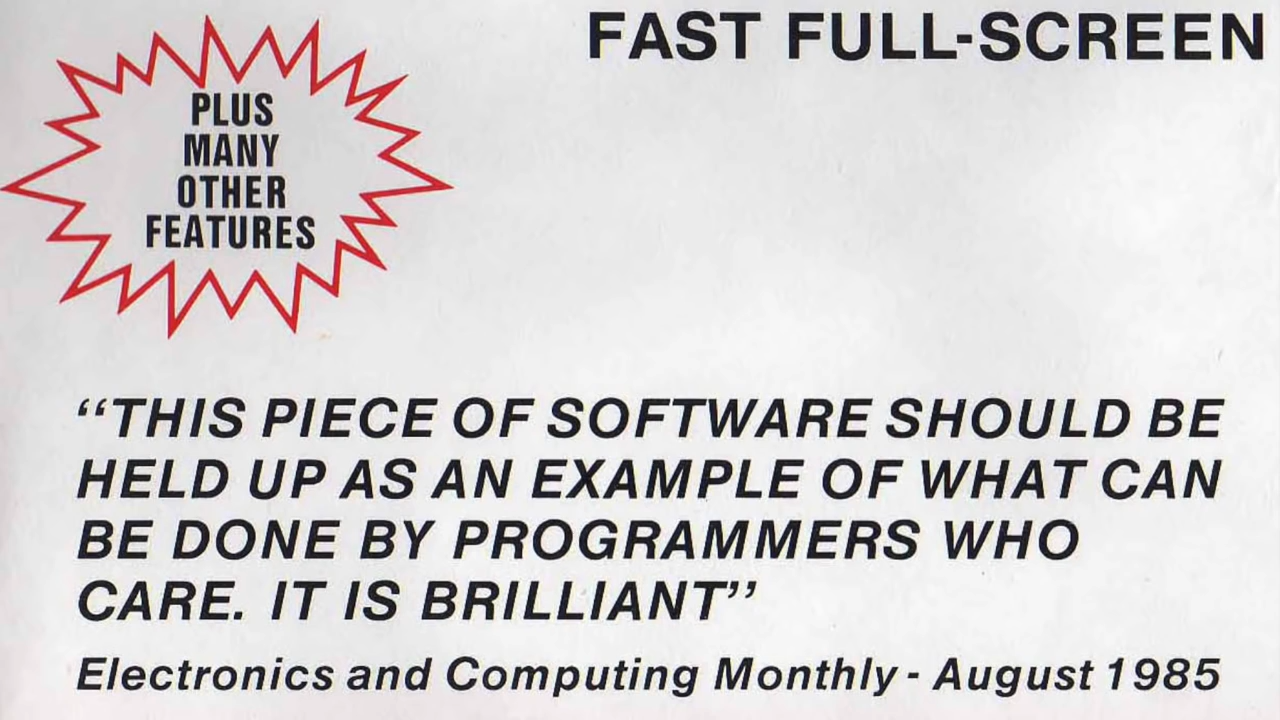 FAST FULL-SCREEN
PLUS
MANY
OTHER
FEATURES
“THIS PIECE OF SOFTWARE SHOULD BE
HELD UP AS AN EXAMPLE OF WHAT CAN
BE DONE BY PROGRAMMERS WHO
CARE. IT IS BRILLIANT”
Electronics and Computing Monthly - August 1985